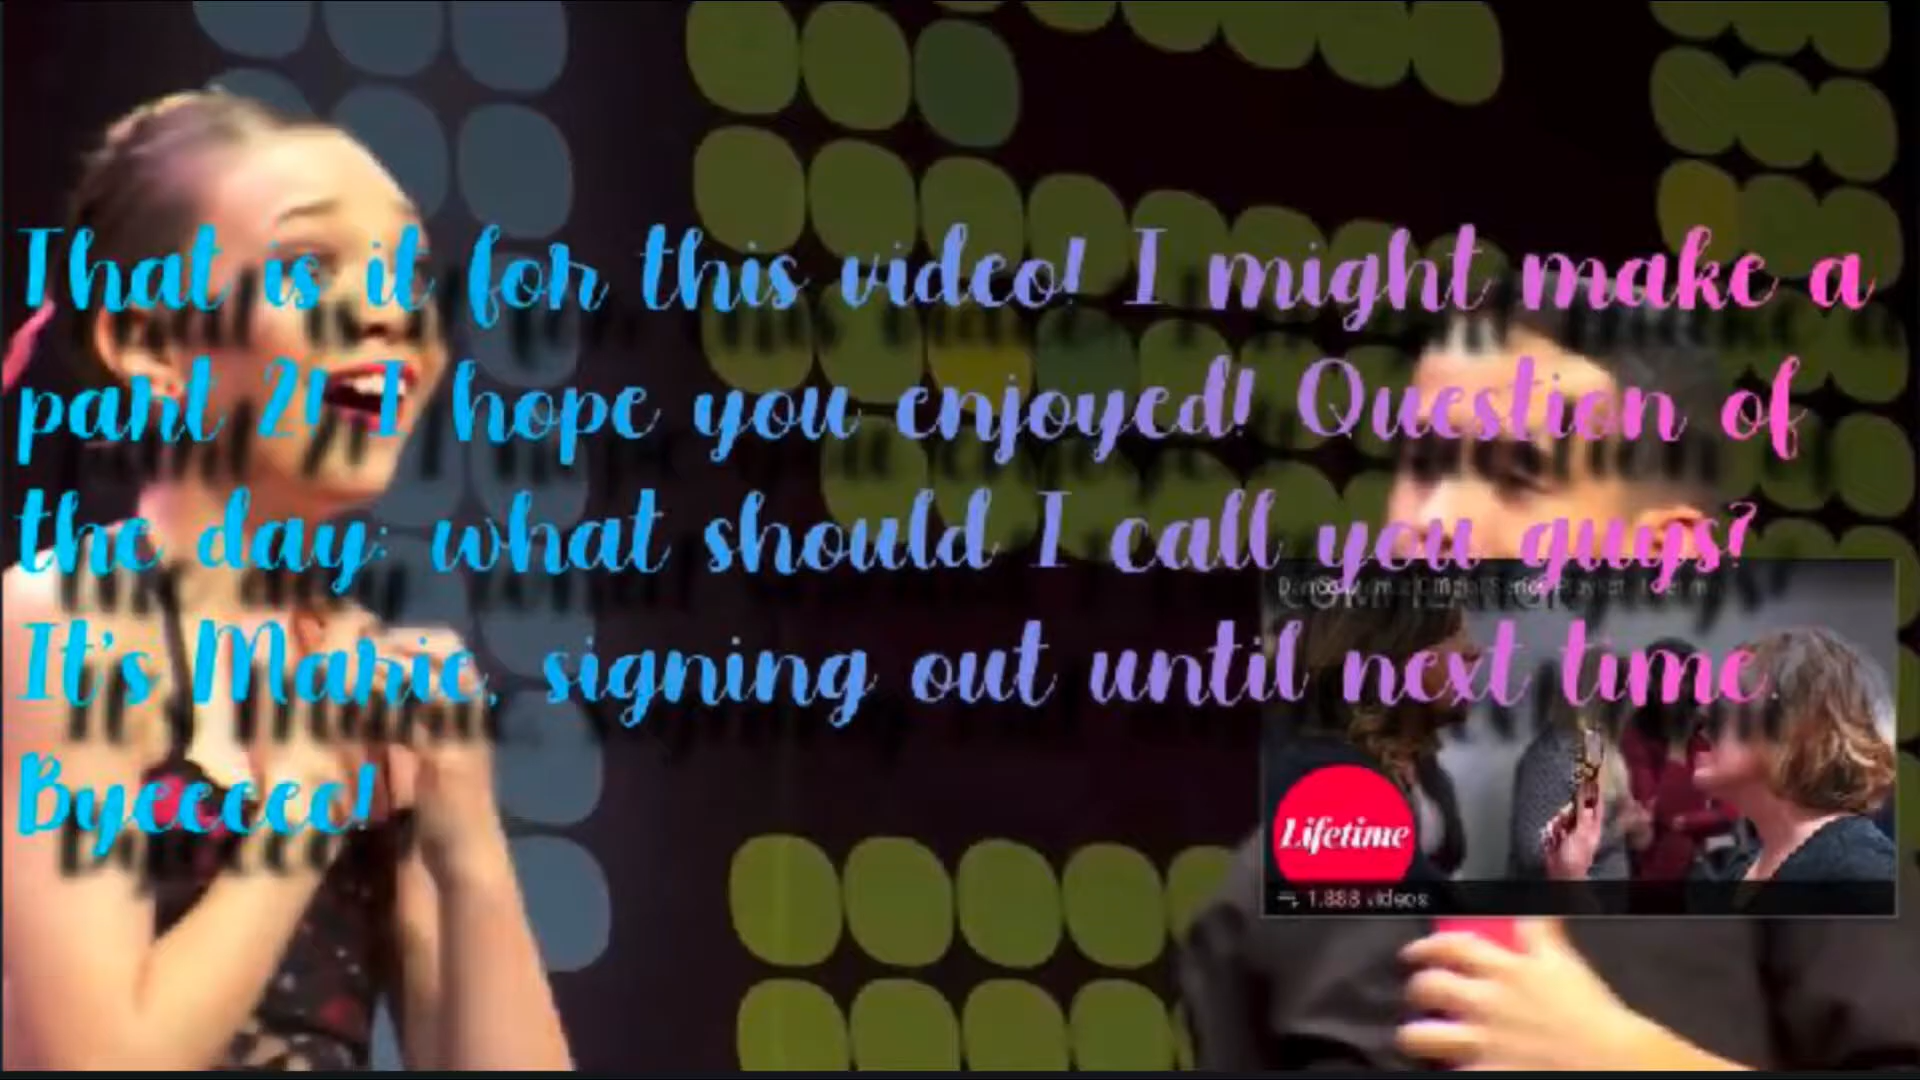 That is it for this video! I might make a
part 2! I hope you enjoyed! Question of
the day: what should I call you guys?
It's Marie, signing out until next time.
Byeeeee!
Lifetime
1.888 videos